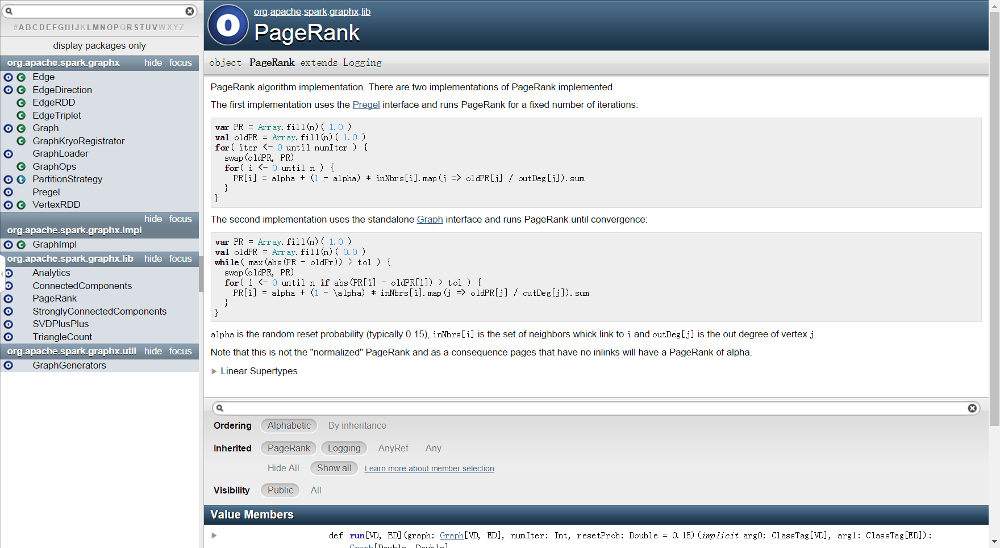 #ABCDEFGHIJKLMNOPQRSTUVWXYZ
display packages only
org.apache.spark.graphx hide focus
Edge
EdgeDirection
EdgeRDD
EdgeTriplet
Graph
GraphKryoRegistrator
GraphLoader
GraphOps
PartitionStrategy
Pregel
VertexRDD
hide focus
org.apache.spark.graphx.impl
GraphImpl
org.apache.spark.graphx.lib hide focus
Analytics
ConnectedComponents
PageRank
StronglyConnectedComponents
SVDPlusPlus
TriangleCount
org.apache.spark.graphx.util hide focus
GraphGenerators
org.apache.spark.graphx.lib
PageRank
object PageRank extends Logging
PageRank algorithm implementation. There are two implementations of PageRank implemented.
The first implementation uses the Pregel interface and runs PageRank for a fixed number of iterations:
var PR = Array.fill(n)( 1.0 )
val oldPR = Array.fill(n)( 1.0 )
for( iter <- 0 until numIter ) {
  swap(oldPR, PR)
  for( i <- 0 until n ) {
    PR[i] = alpha + (1 - alpha) * inNbrs[i].map(j => oldPR[j] / outDeg[j]).sum
  }
}
The second implementation uses the standalone Graph interface and runs PageRank until convergence:
var PR = Array.fill(n)( 1.0 )
val oldPR = Array.fill(n)( 0.0 )
while( max(abs(PR - oldPr)) > tol ) {
  swap(oldPR, PR)
  for( i <- 0 until n if abs(PR[i] - oldPR[i]) > tol ) {
    PR[i] = alpha + (1 - \alpha) * inNbrs[i].map(j => oldPR[j] / outDeg[j]).sum
  }
}
alpha is the random reset probability (typically 0.15), inNbrs[i] is the set of neighbors whick link to i and outDeg[j] is the out degree of vertex j.
Note that this is not the "normalized" PageRank and as a consequence pages that have no inlinks will have a PageRank of alpha.
Linear Supertypes
Ordering Alphabetic By inheritance
Inherited PageRank Logging AnyRef Any
Hide All Show all Learn more about member selection
Visibility Public All
Value Members
def run[VD, ED](graph: Graph[VD, ED], numIter: Int, resetProb: Double = 0.15)(implicit arg0: ClassTag[VD], arg1: ClassTag[ED]):
Graph[Double, Double]